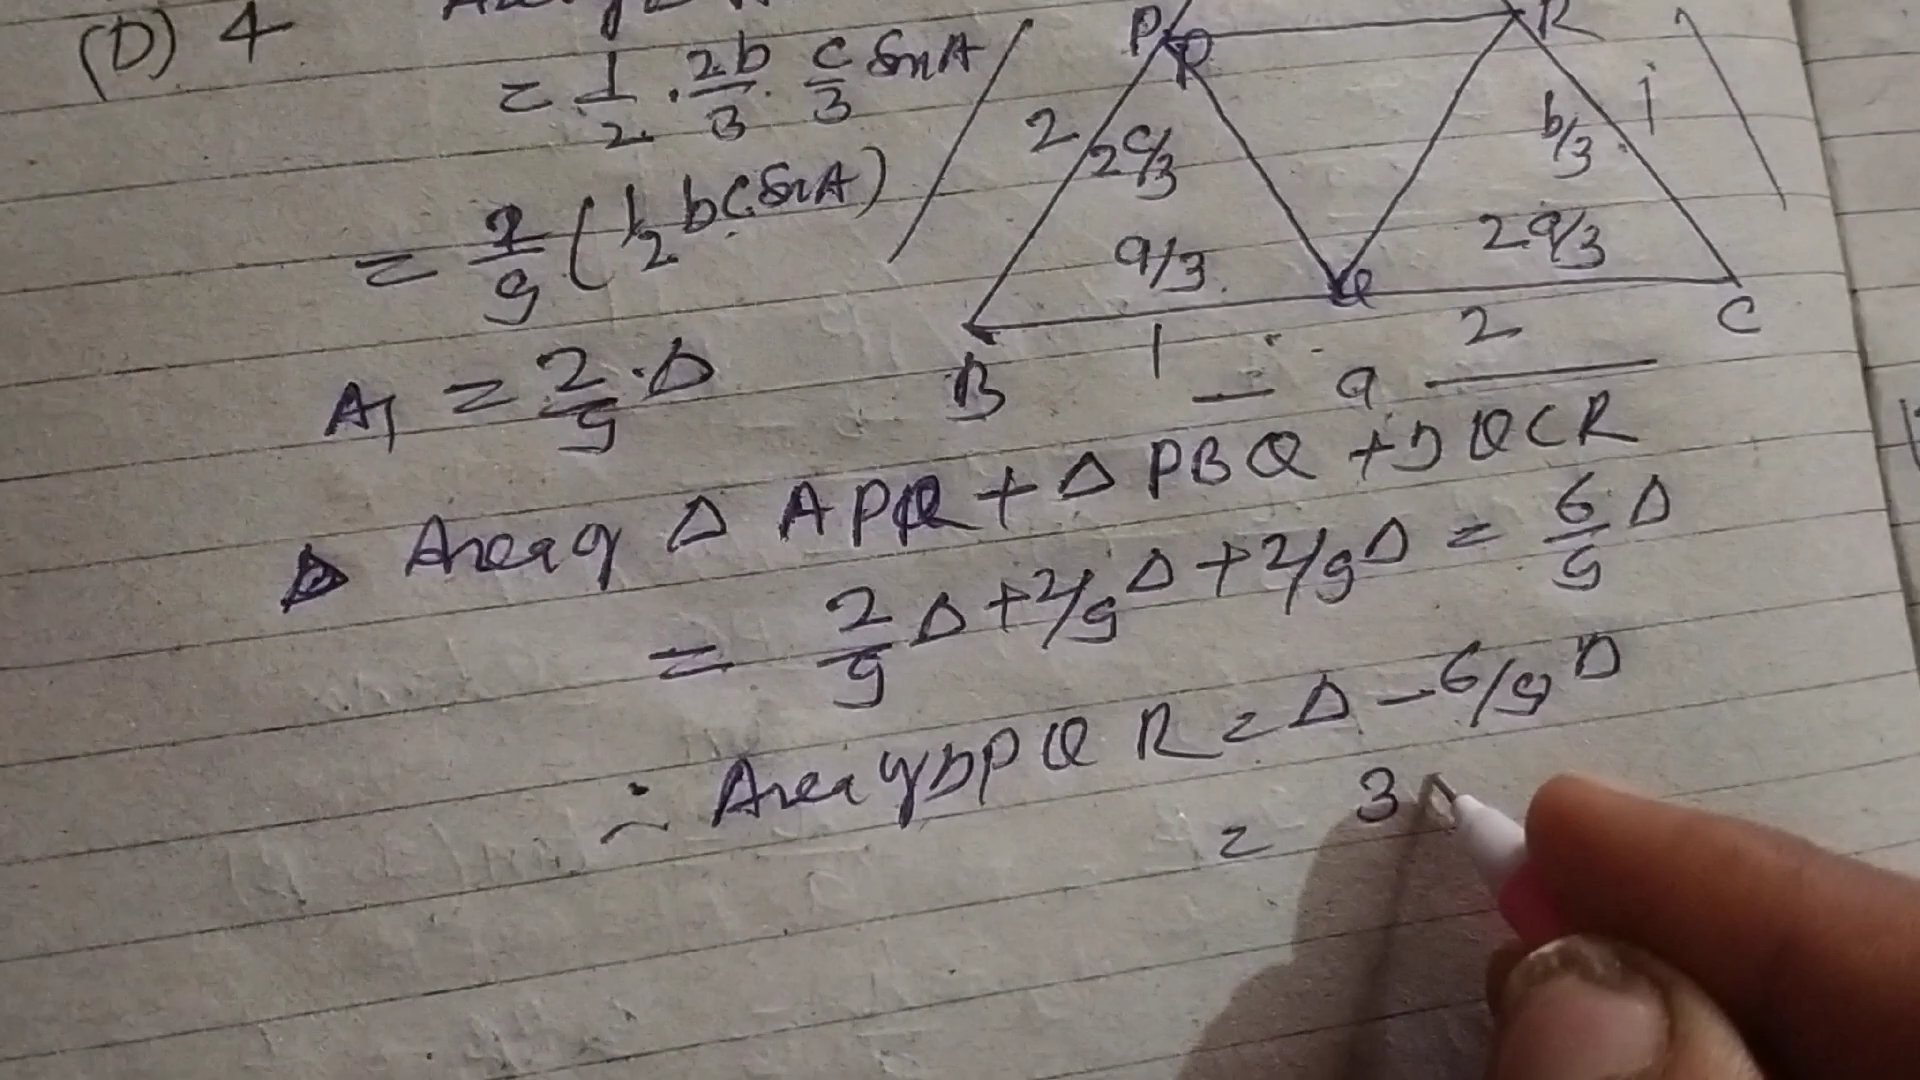 (D) 4
= 1/2 . 2b/3 . c/3 SinA
= 2/9 (1/2 bc SinA)
A1 = 2/9 . Δ
P R
2 2c/3 b/3 1
a/3 Q 2a/3
B 1 2 C
a
Area of Δ APR + Δ PBQ + Δ QCR
= 2/9 Δ + 2/9 Δ + 2/9 Δ = 6/9 Δ
∴ Area of Δ PQR = Δ - 6/9 Δ
= 3